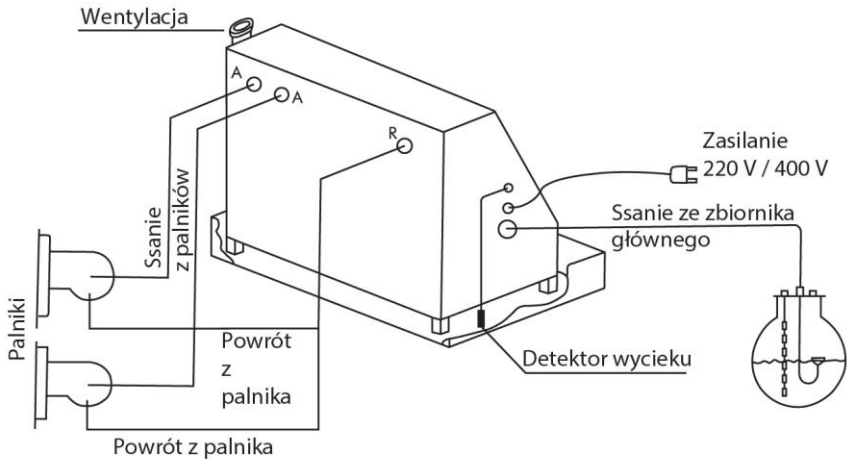 Wentylacja
A
A
R
Zasilanie
220 V / 400 V
Ssanie ze zbiornika
głównego
Ssanie
z palników
Palniki
Powrót
z
palnika
Detektor wycieku
Powrót z palnika